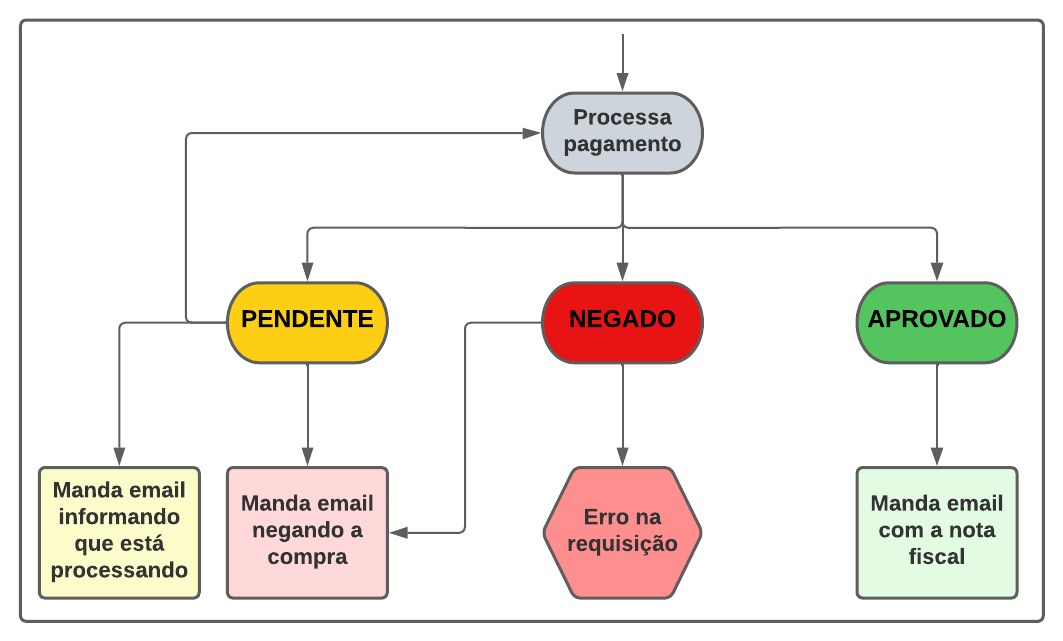 Processa
pagamento
PENDENTE
NEGADO
APROVADO
Manda email
informando
que está
processando
Manda email
negando a
compra
Erro na
requisição
Manda email
com a nota
fiscal